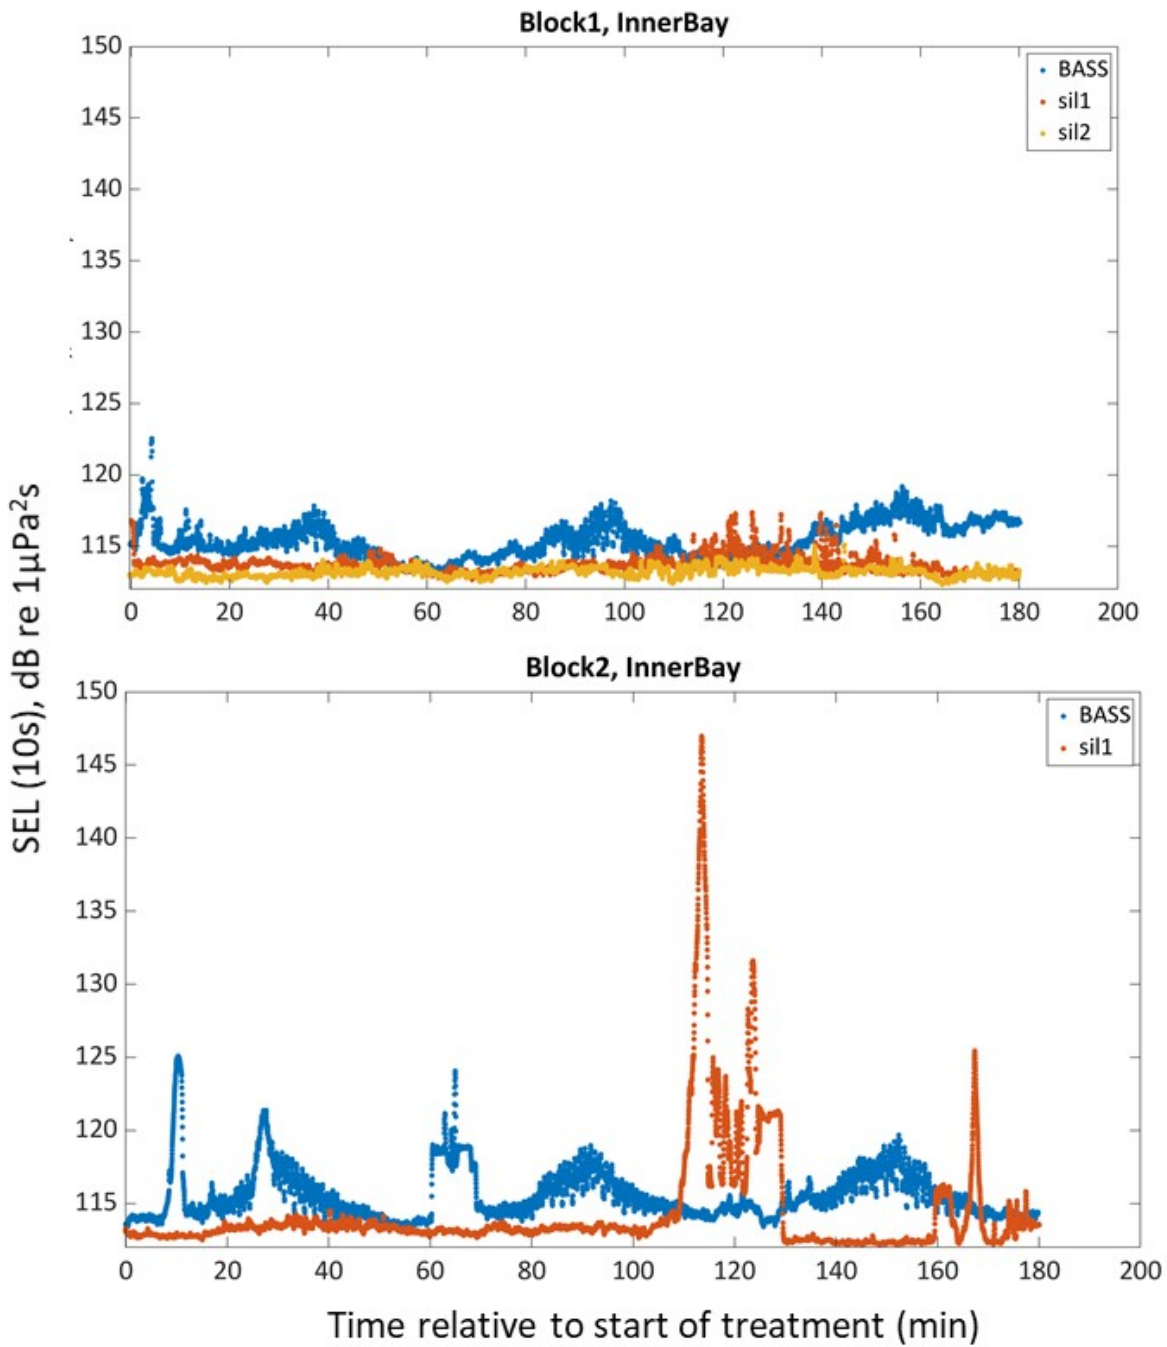 Block1, InnerBay
150
145
140
135
130
125
120
115
0 20 40 60 80 100 120 140 160 180 200
BASS
sil1
sil2
SEL (10s), dB re 1µPa²s
Block2, InnerBay
150
145
140
135
130
125
120
115
0 20 40 60 80 100 120 140 160 180 200
BASS
sil1
Time relative to start of treatment (min)